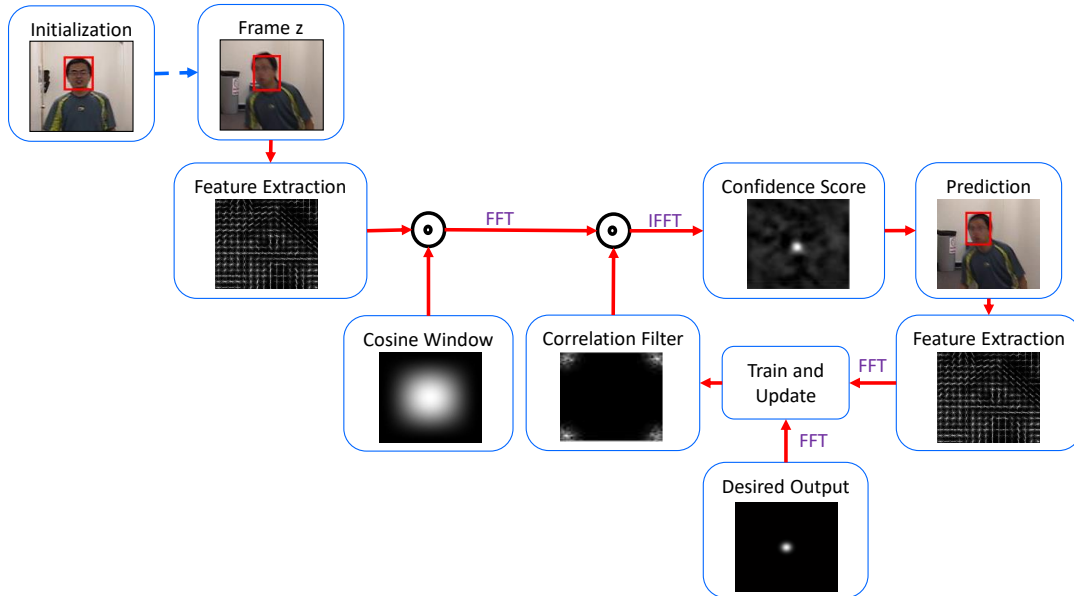 Initialization
Frame z
Feature Extraction
FFT
IFFT
Confidence Score
Prediction
Cosine Window
Correlation Filter
Train and
Update
FFT
Feature Extraction
FFT
Desired Output